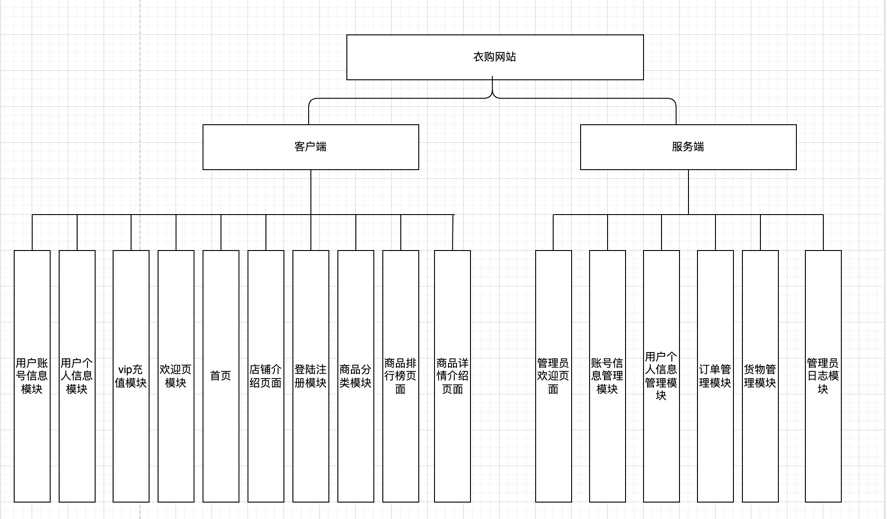 衣购网站
客户端
服务端
用户账
号信息
模块
用户个
人信息
模块
vip充
值模块
欢迎页
模块
首页
店铺介
绍页面
登陆注
册模块
商品分
类模块
商品排
行榜页
面
商品详
情介绍
页面
管理员
欢迎页
面
账号信
息管理
模块
用户个
人信息
管理模
块
订单管
理模块
货物管
理模块
管理员
日志模
块